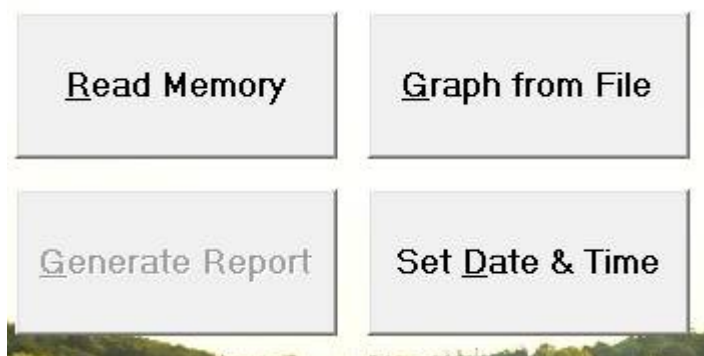 Read Memory
Graph from File
Generate Report
Set Date & Time